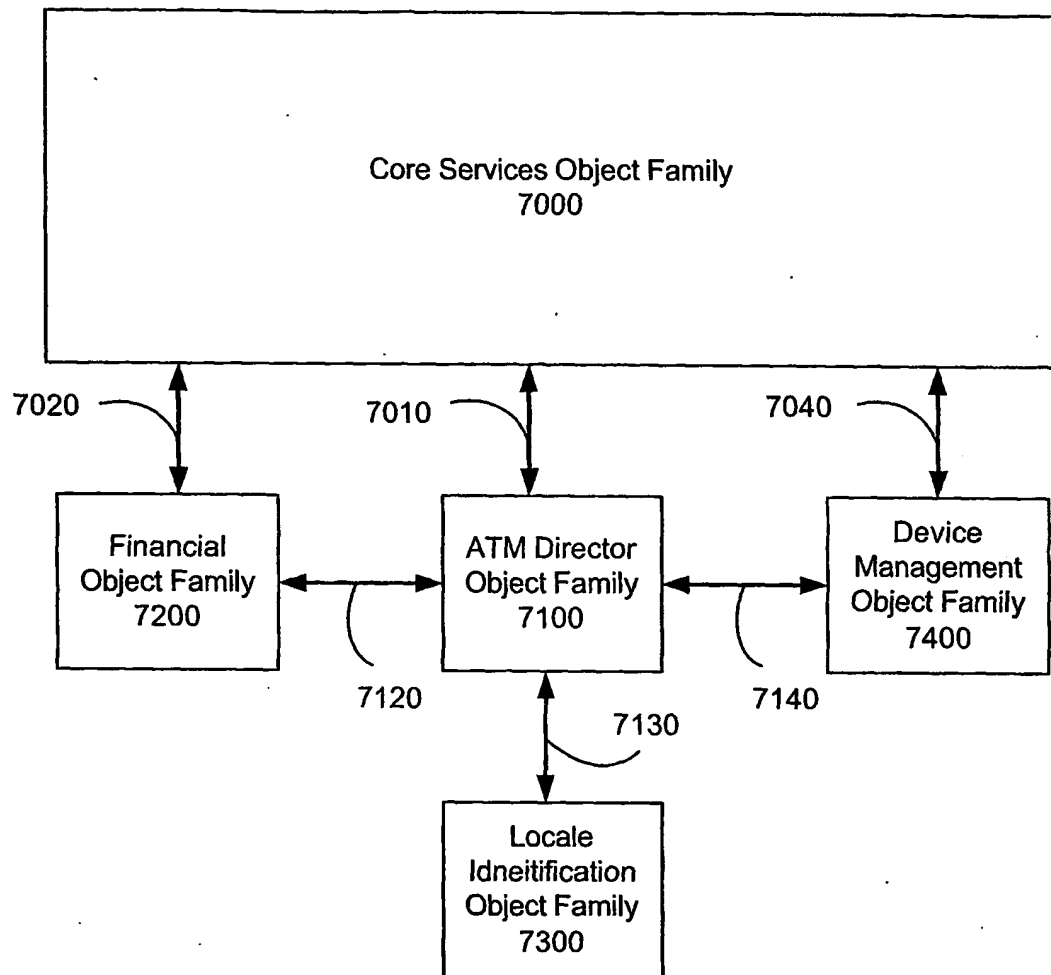 Core Services Object Family
7000
7020
7010
7040
Financial
Object Family
7200
ATM Director
Object Family
7100
Device
Management
Object Family
7400
7120
7140
7130
Locale
Idneitification
Object Family
7300